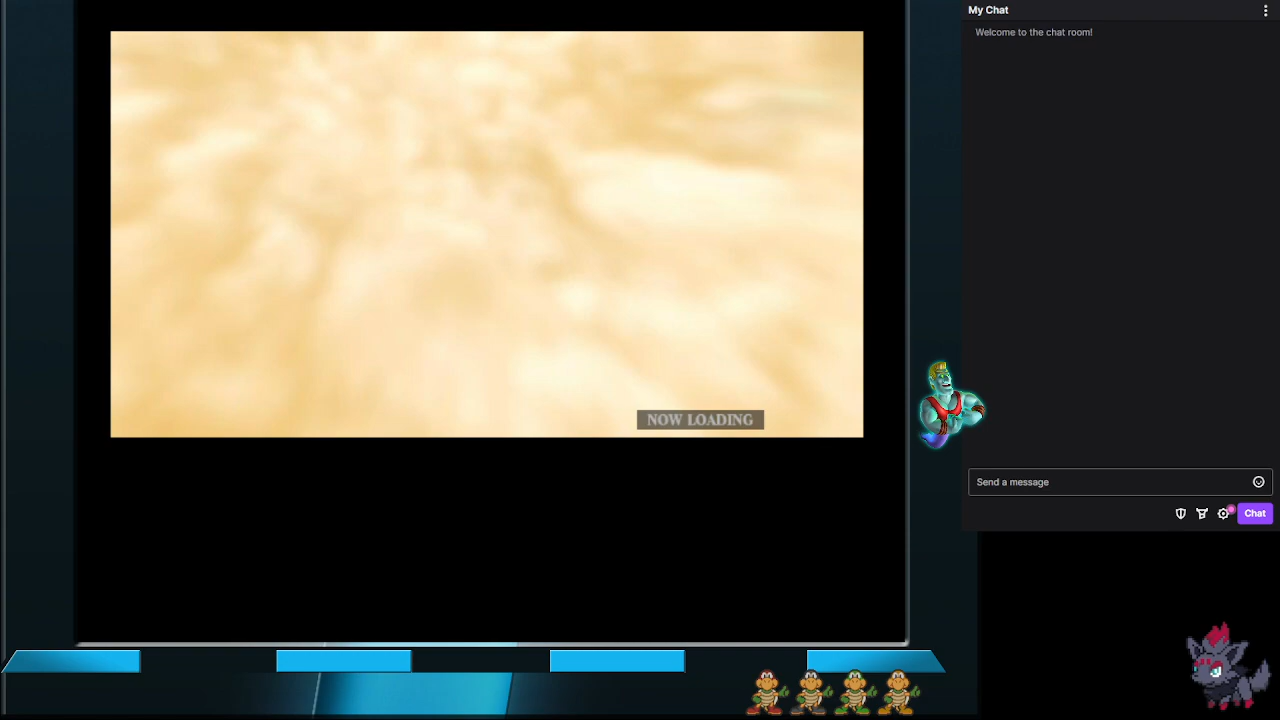 My Chat
Welcome to the chat room!
NOW LOADING
Send a message
Chat